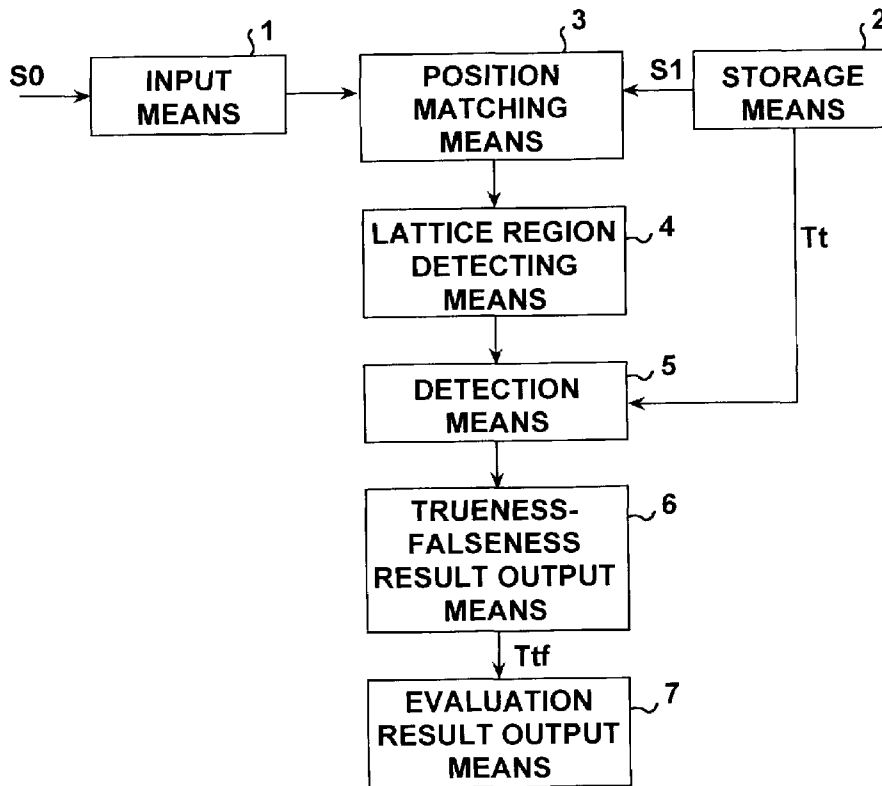 1
3
2
S0
INPUT
MEANS
POSITION
MATCHING
MEANS
S1
STORAGE
MEANS
LATTICE REGION
DETECTING
MEANS
4
Tt
DETECTION
MEANS
5
TRUENESS-
FALSENESS
RESULT OUTPUT
MEANS
6
Ttf
EVALUATION
RESULT OUTPUT
MEANS
7